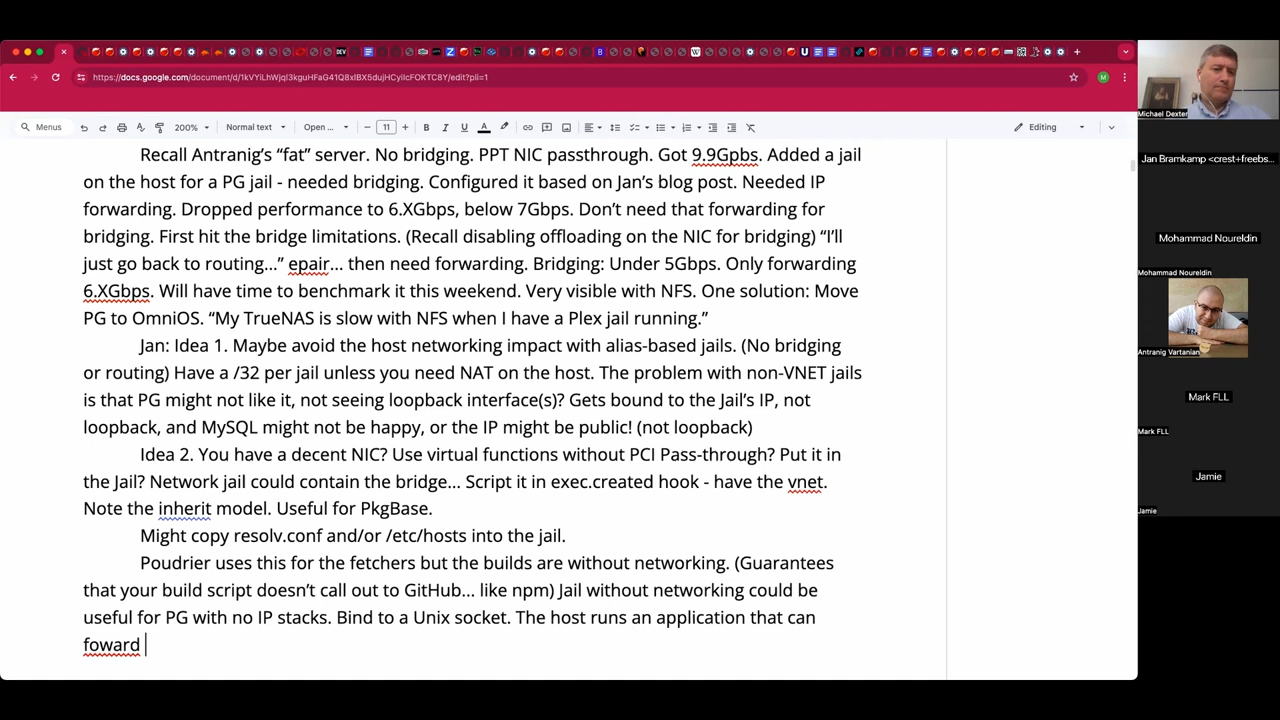 https://docs.google.com/document/d/1kVYiLhWjqI3kguHFaG41Q8xIBX5dujHCyiIcFOKTC8Y/edit?pli=1
M
Menus
200%
Normal text
Open ...
11
B
I
U
A
Editing
Recall Antranig’s “fat” server. No bridging. PPT NIC passthrough. Got 9.9Gpbs. Added a jail
on the host for a PG jail - needed bridging. Configured it based on Jan’s blog post. Needed IP
forwarding. Dropped performance to 6.XGbps, below 7Gbps. Don’t need that forwarding for
bridging. First hit the bridge limitations. (Recall disabling offloading on the NIC for bridging) “I’ll
just go back to routing…” epair… then need forwarding. Bridging: Under 5Gbps. Only forwarding
6.XGbps. Will have time to benchmark it this weekend. Very visible with NFS. One solution: Move
PG to OmniOS. “My TrueNAS is slow with NFS when I have a Plex jail running.”
Jan: Idea 1. Maybe avoid the host networking impact with alias-based jails. (No bridging
or routing) Have a /32 per jail unless you need NAT on the host. The problem with non-VNET jails
is that PG might not like it, not seeing loopback interface(s)? Gets bound to the Jail’s IP, not
loopback, and MySQL might not be happy, or the IP might be public! (not loopback)
Idea 2. You have a decent NIC? Use virtual functions without PCI Pass-through? Put it in
the Jail? Network jail could contain the bridge… Script it in exec.created hook - have the vnet.
Note the inherit model. Useful for PkgBase.
Might copy resolv.conf and/or /etc/hosts into the jail.
Poudrier uses this for the fetchers but the builds are without networking. (Guarantees
that your build script doesn’t call out to GitHub… like npm) Jail without networking could be
useful for PG with no IP stacks. Bind to a Unix socket. The host runs an application that can
foward
Michael Dexter
Jan Bramkamp <crest+freebs...
Mohammad Noureldin
Mohammad Noureldin
Antranig Vartanian
Mark FLL
Mark FLL
Jamie
Jamie